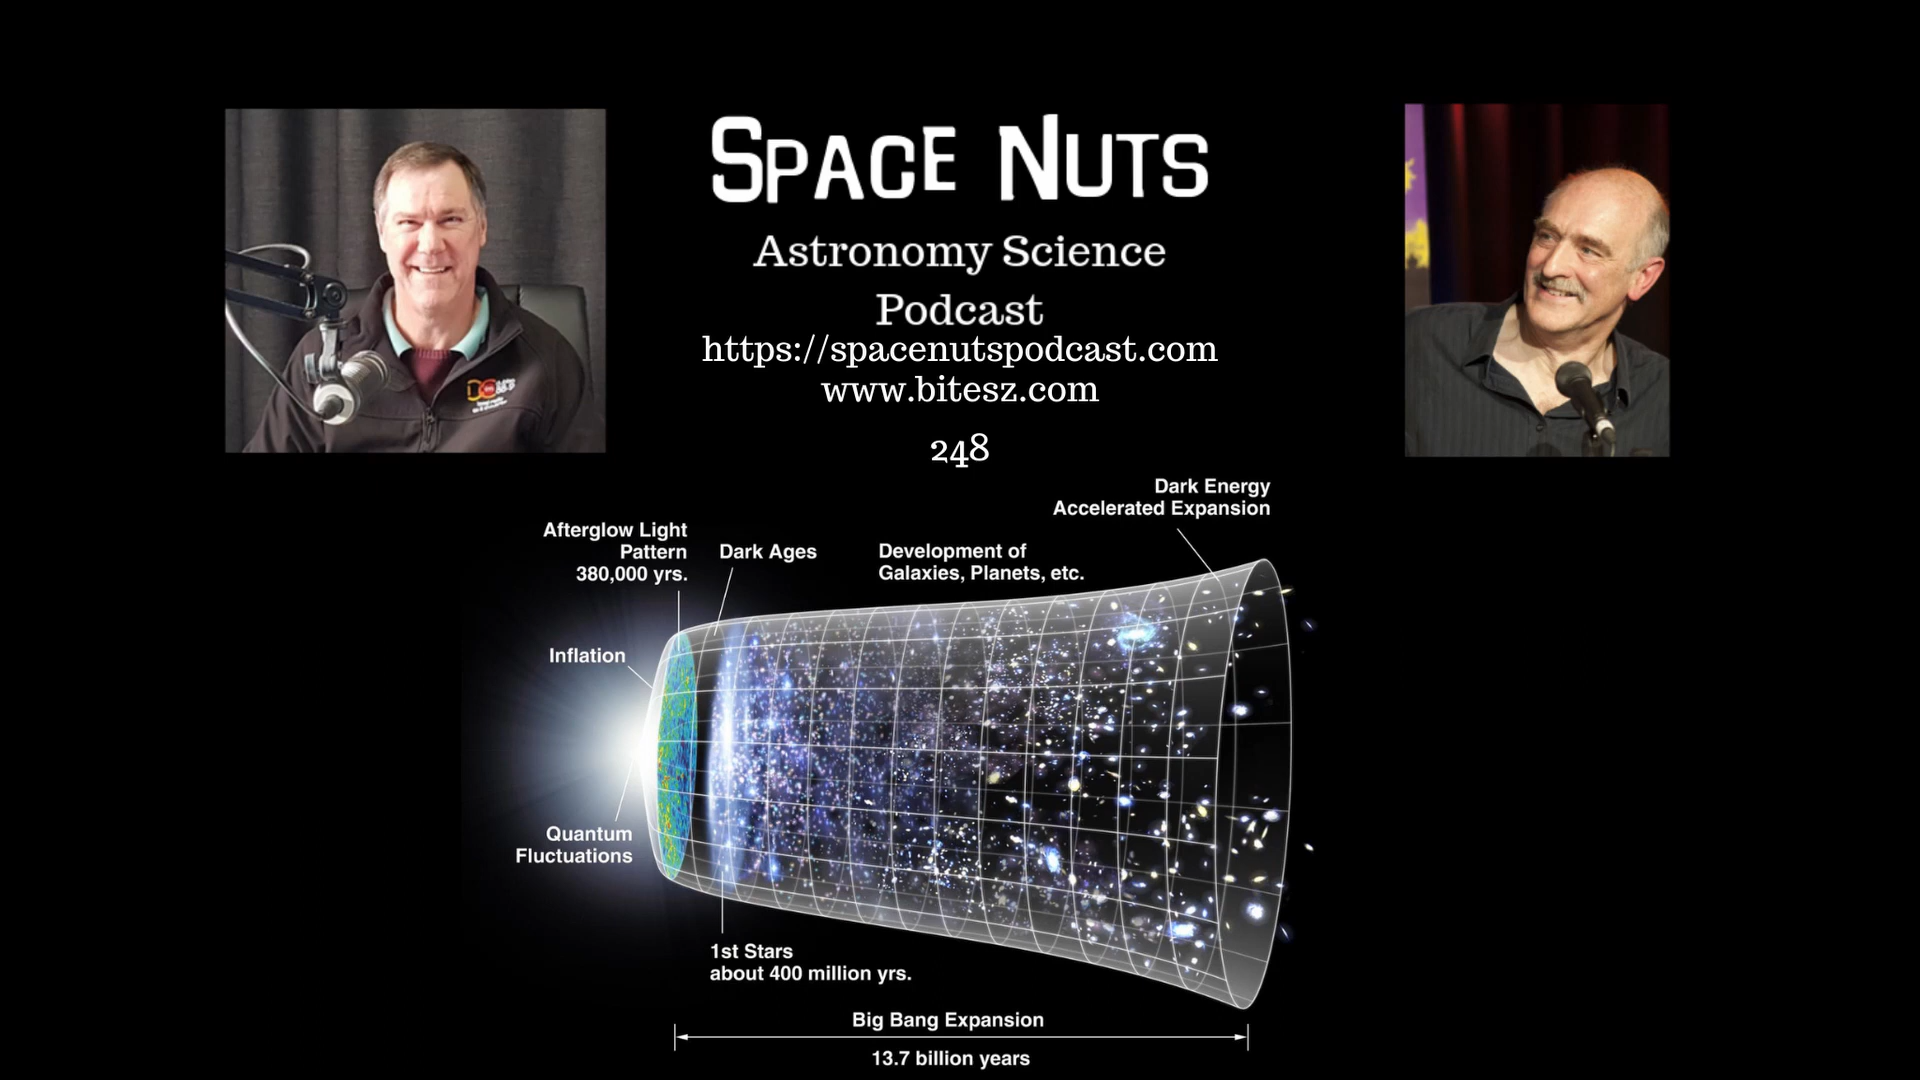 SPACE NUTS
Astronomy Science
Podcast
https://spacenutspodcast.com
www.bitesz.com
248
Dark Energy
Accelerated Expansion
Afterglow Light
Pattern
380,000 yrs.
Dark Ages
Development of
Galaxies, Planets, etc.
Inflation
Quantum
Fluctuations
1st Stars
about 400 million yrs.
Big Bang Expansion
13.7 billion years